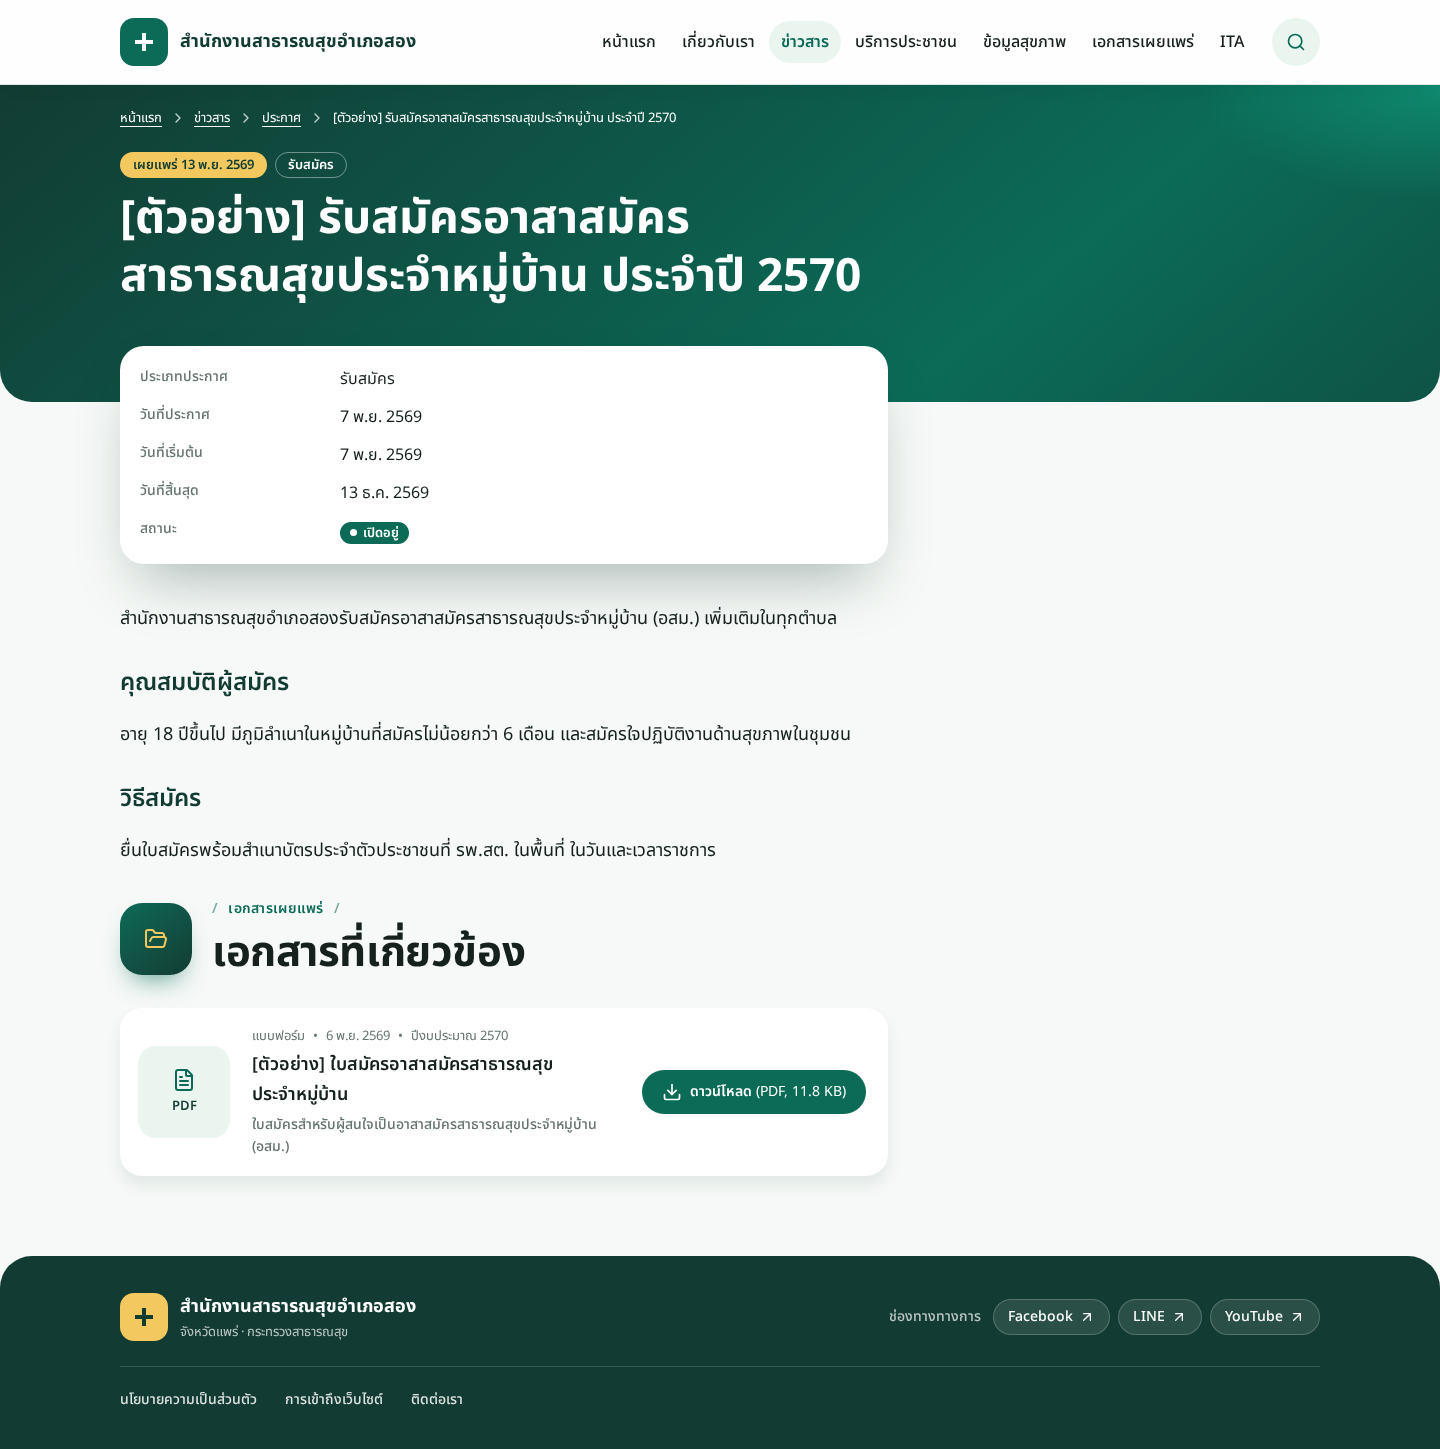 สำนักงานสาธารณสุขอำเภอสอง
หน้าแรก เกี่ยวกับเรา ข่าวสาร บริการประชาชน ข้อมูลสุขภาพ เอกสารเผยแพร่ ITA
หน้าแรก > ข่าวสาร > ประกาศ > [ตัวอย่าง] รับสมัครอาสาสมัครสาธารณสุขประจำหมู่บ้าน ประจำปี 2570
เผยแพร่ 13 พ.ย. 2569 รับสมัคร
[ตัวอย่าง] รับสมัครอาสาสมัคร
สาธารณสุขประจำหมู่บ้าน ประจำปี 2570
ประเภทประกาศ รับสมัคร
วันที่ประกาศ 7 พ.ย. 2569
วันที่เริ่มต้น 7 พ.ย. 2569
วันที่สิ้นสุด 13 ธ.ค. 2569
สถานะ เปิดอยู่
สำนักงานสาธารณสุขอำเภอสองรับสมัครอาสาสมัครสาธารณสุขประจำหมู่บ้าน (อสม.) เพิ่มเติมในทุกตำบล
คุณสมบัติผู้สมัคร
อายุ 18 ปีขึ้นไป มีภูมิลำเนาในหมู่บ้านที่สมัครไม่น้อยกว่า 6 เดือน และสมัครใจปฏิบัติงานด้านสุขภาพในชุมชน
วิธีสมัคร
ยื่นใบสมัครพร้อมสำเนาบัตรประจำตัวประชาชนที่ รพ.สต. ในพื้นที่ ในวันและเวลาราชการ
/ เอกสารเผยแพร่ /
เอกสารที่เกี่ยวข้อง
แบบฟอร์ม • 6 พ.ย. 2569 • ปีงบประมาณ 2570
[ตัวอย่าง] ใบสมัครอาสาสมัครสาธารณสุข
ประจำหมู่บ้าน
PDF
ดาวน์โหลด (PDF, 11.8 KB)
ใบสมัครสำหรับผู้สนใจเป็นอาสาสมัครสาธารณสุขประจำหมู่บ้าน
(อสม.)
สำนักงานสาธารณสุขอำเภอสอง
จังหวัดแพร่ · กระทรวงสาธารณสุข
ช่องทางทางการ Facebook LINE YouTube
นโยบายความเป็นส่วนตัว การเข้าถึงเว็บไซต์ ติดต่อเรา